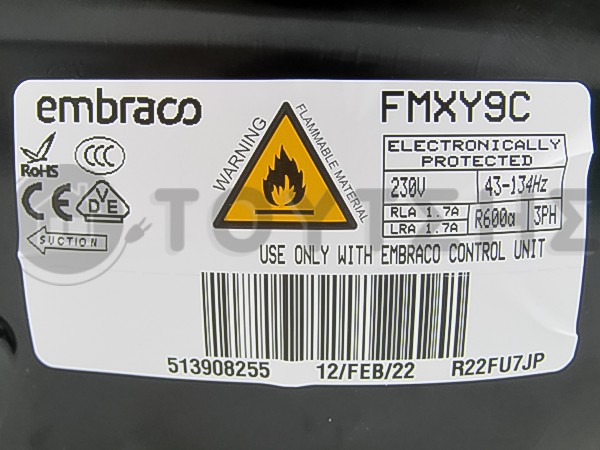 embraco
FMXY9C
WARNING
FLAMMABLE MATERIAL
RoHS
CCC
CE
VDE
SUCTION
ELECTRONICALLY
PROTECTED
230V 43-134Hz
RLA 1.7A
LRA 1.7A
R600a
3PH
USE ONLY WITH EMBRACO CONTROL UNIT
513908255 12/FEB/22 R22FU7JP